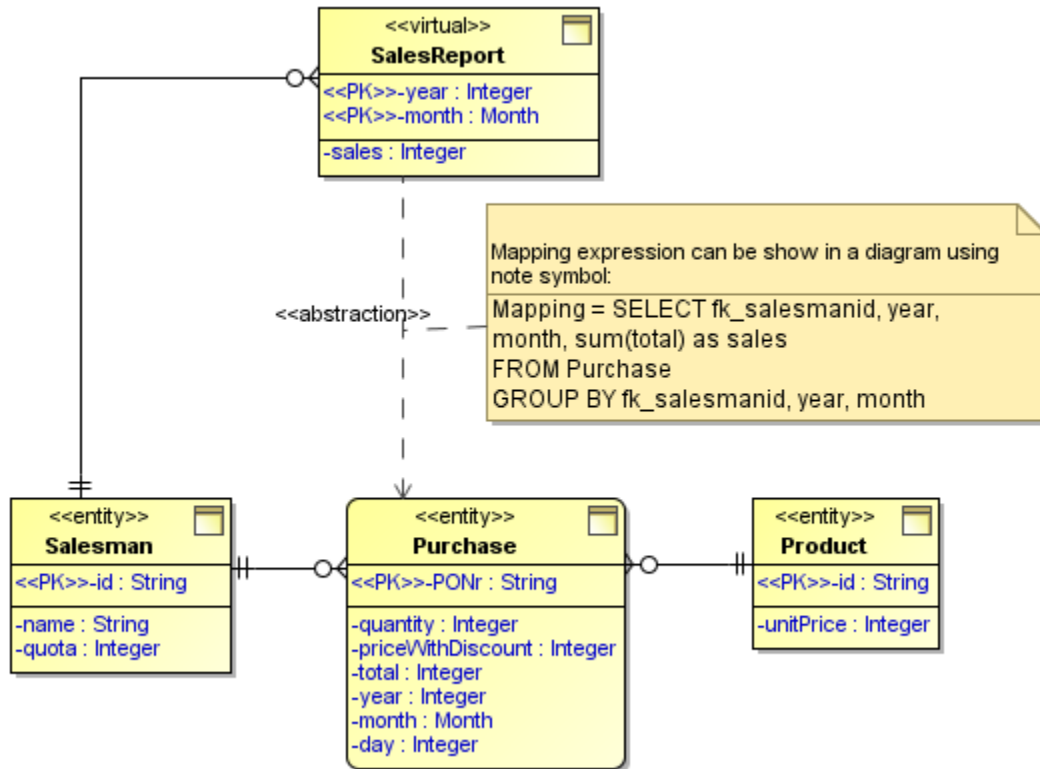 <<virtual>>
SalesReport
<<PK>>-year : Integer
<<PK>>-month : Month
-sales : Integer
Mapping expression can be show in a diagram using
note symbol:
Mapping = SELECT fk_salesmanid, year,
month, sum(total) as sales
FROM Purchase
GROUP BY fk_salesmanid, year, month
<<abstraction>>
<<entity>>
Salesman
<<PK>>-id : String
-name : String
-quota : Integer
<<entity>>
Purchase
<<PK>>-PONr : String
-quantity : Integer
-priceWithDiscount : Integer
-total : Integer
-year : Integer
-month : Month
-day : Integer
<<entity>>
Product
<<PK>>-id : String
-unitPrice : Integer